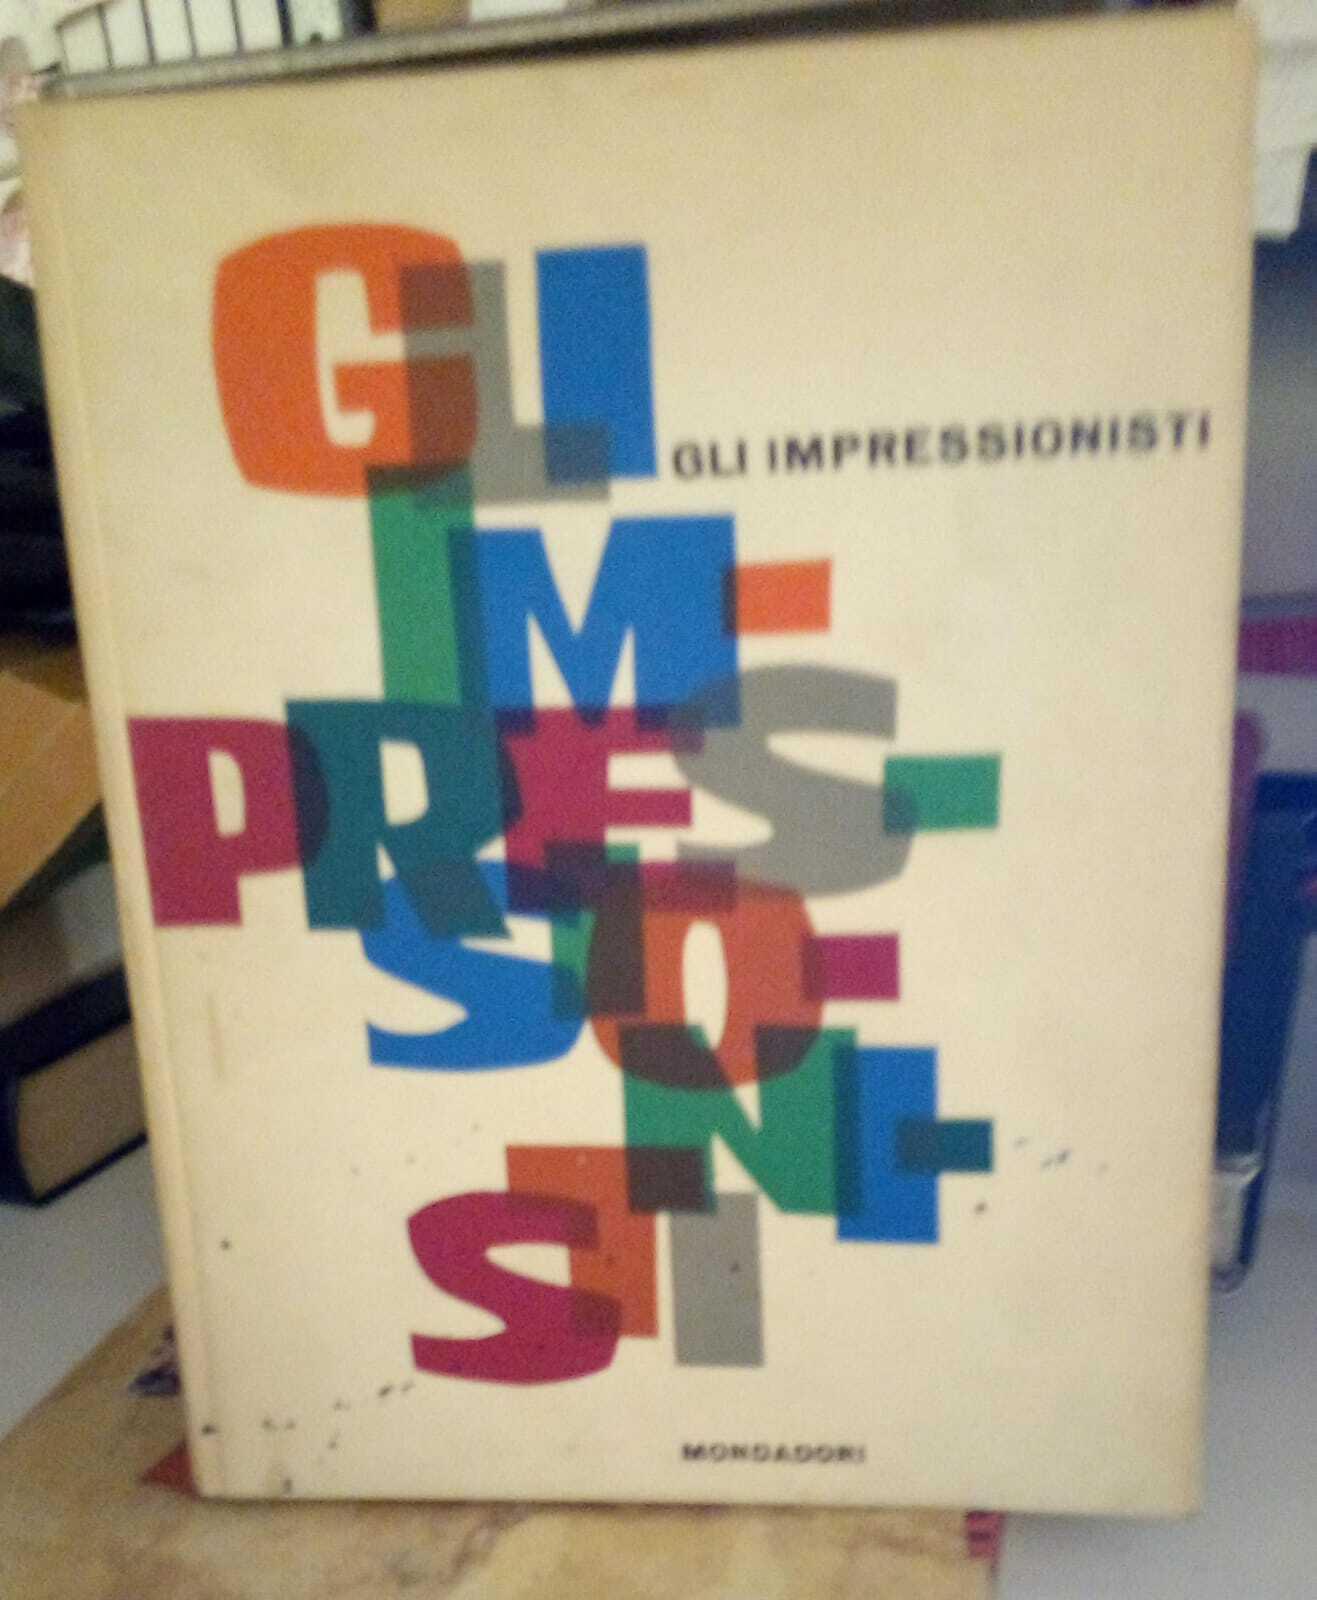 GLI
GLI IMPRESSIONISTI
IM-
PRES-
SIO-
NI-
STI
MONDADORI